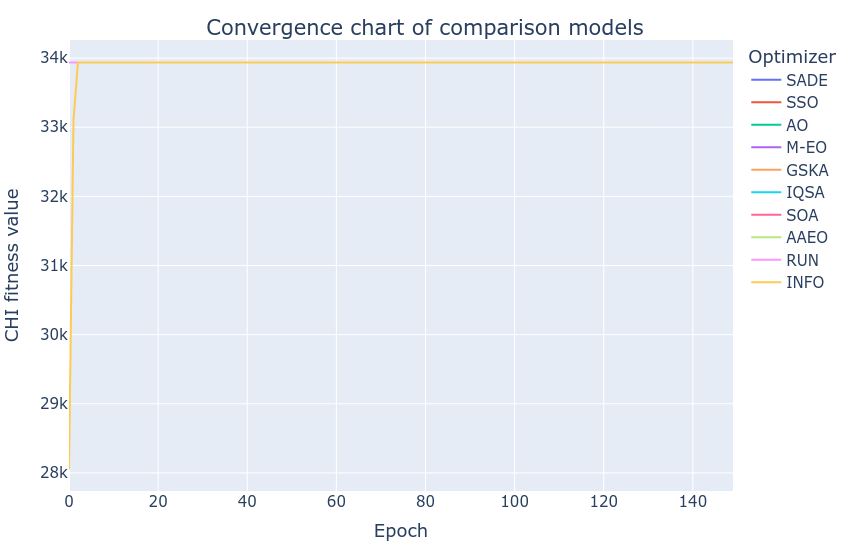 Convergence chart of comparison models
CHI fitness value
34k
33k
32k
31k
30k
29k
28k
0 20 40 60 80 100 120 140
Epoch
Optimizer
SADE
SSO
AO
M-EO
GSKA
IQSA
SOA
AAEO
RUN
INFO